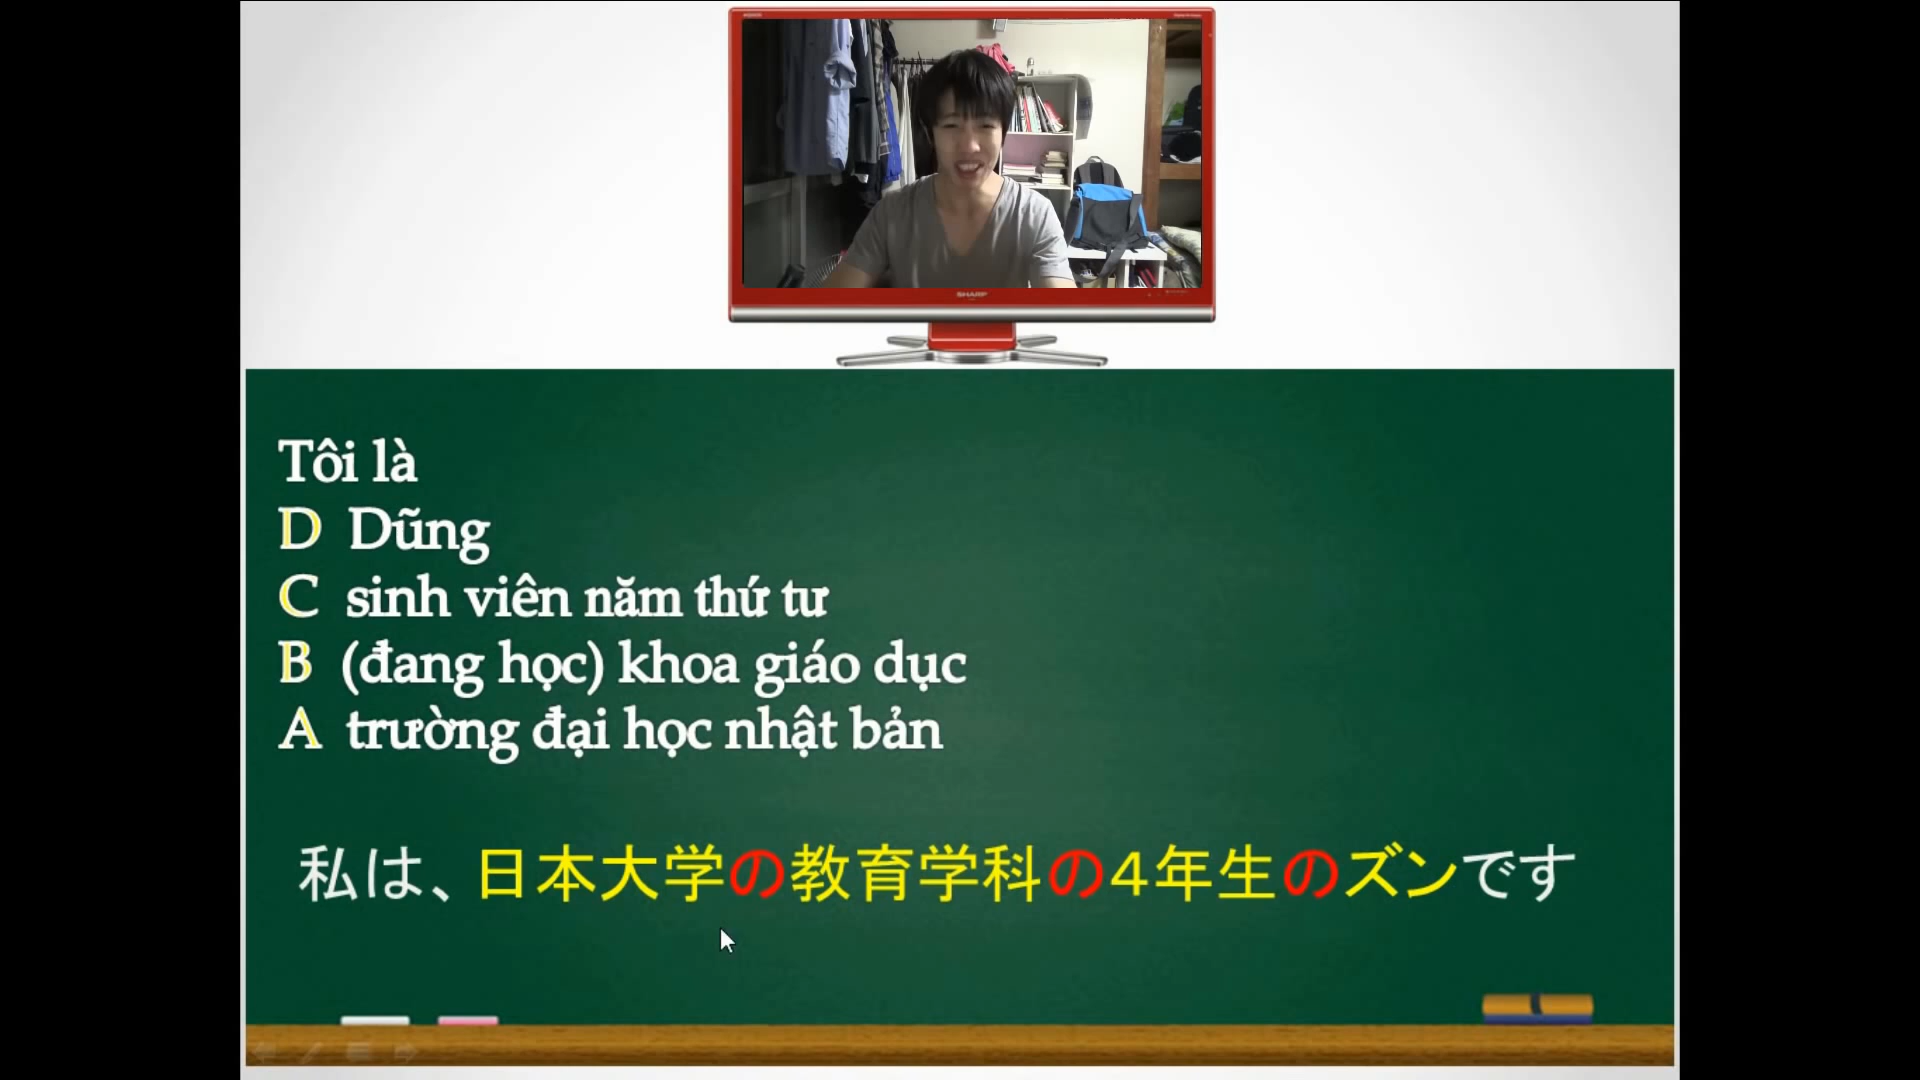 SHARP
Tôi là
D Dũng
C sinh viên năm thứ tư
B (đang học) khoa giáo dục
A trường đại học nhật bản
私は、日本大学の教育学科の４年生のズンです